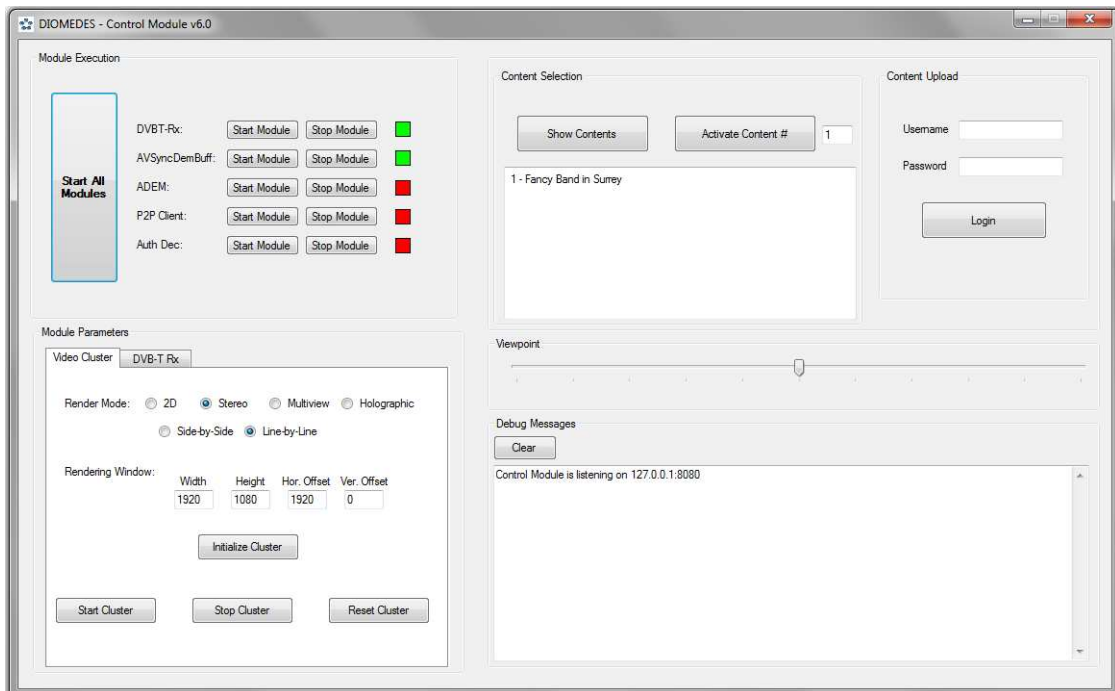 DIOMEDES - Control Module v6.0
Module Execution
Start All
Modules
DVBT-Rx: Start Module Stop Module
AVSyncDemBuff: Start Module Stop Module
ADEM: Start Module Stop Module
P2P Client: Start Module Stop Module
Auth Dec: Start Module Stop Module
Content Selection
Show Contents Activate Content # 1
1 - Fancy Band in Surrey
Content Upload
Username
Password
Login
Module Parameters
Video Cluster DVB-T Rx
Render Mode: 2D Stereo Multiview Holographic
Side-by-Side Line-by-Line
Rendering Window:
Width Height Hor. Offset Ver. Offset
1920 1080 1920 0
Initialize Cluster
Start Cluster Stop Cluster Reset Cluster
Viewpoint
Debug Messages
Clear
Control Module is listening on 127.0.0.1:8080